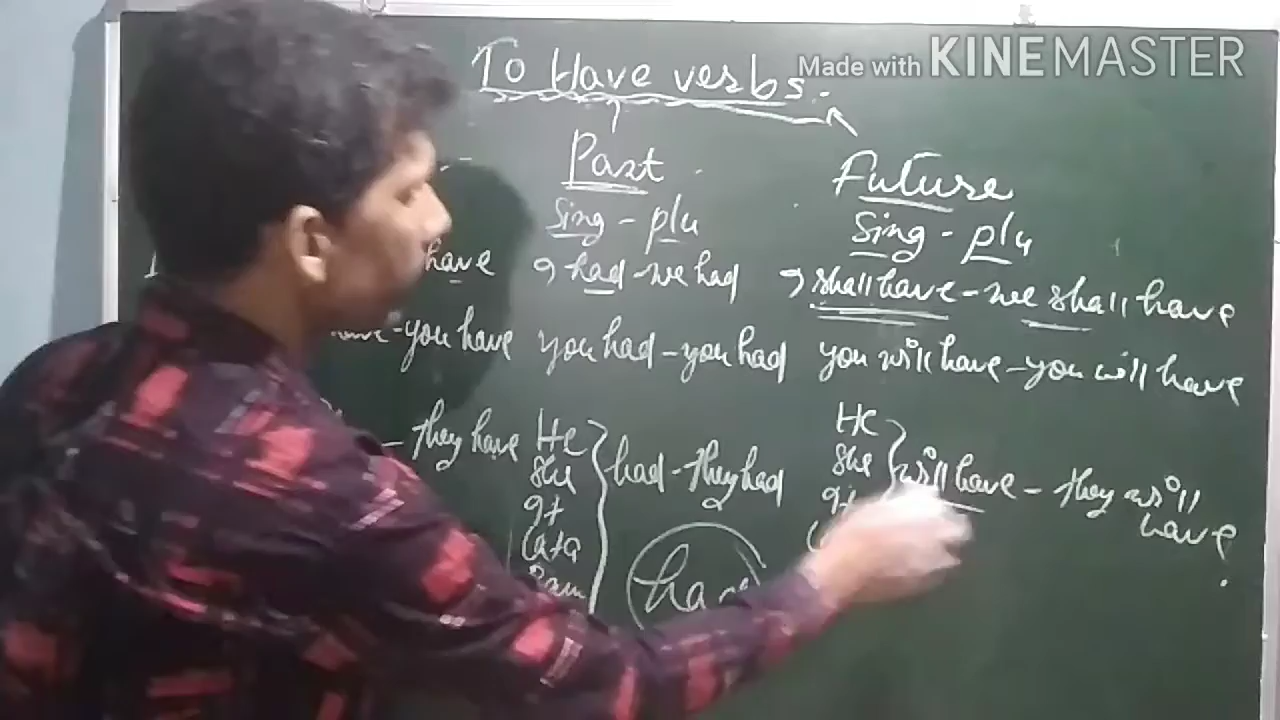 To Have verbs.
Made with KINEMASTER
Past
Future
Sing - plu
Sing - plu
have
I had - we had
I shall have - we shall have
have - you have
you had - you had
you will have - you will have
- they have
He
She
It
Lata
Ram
had - they had
He
She
It
will have - they will
have.